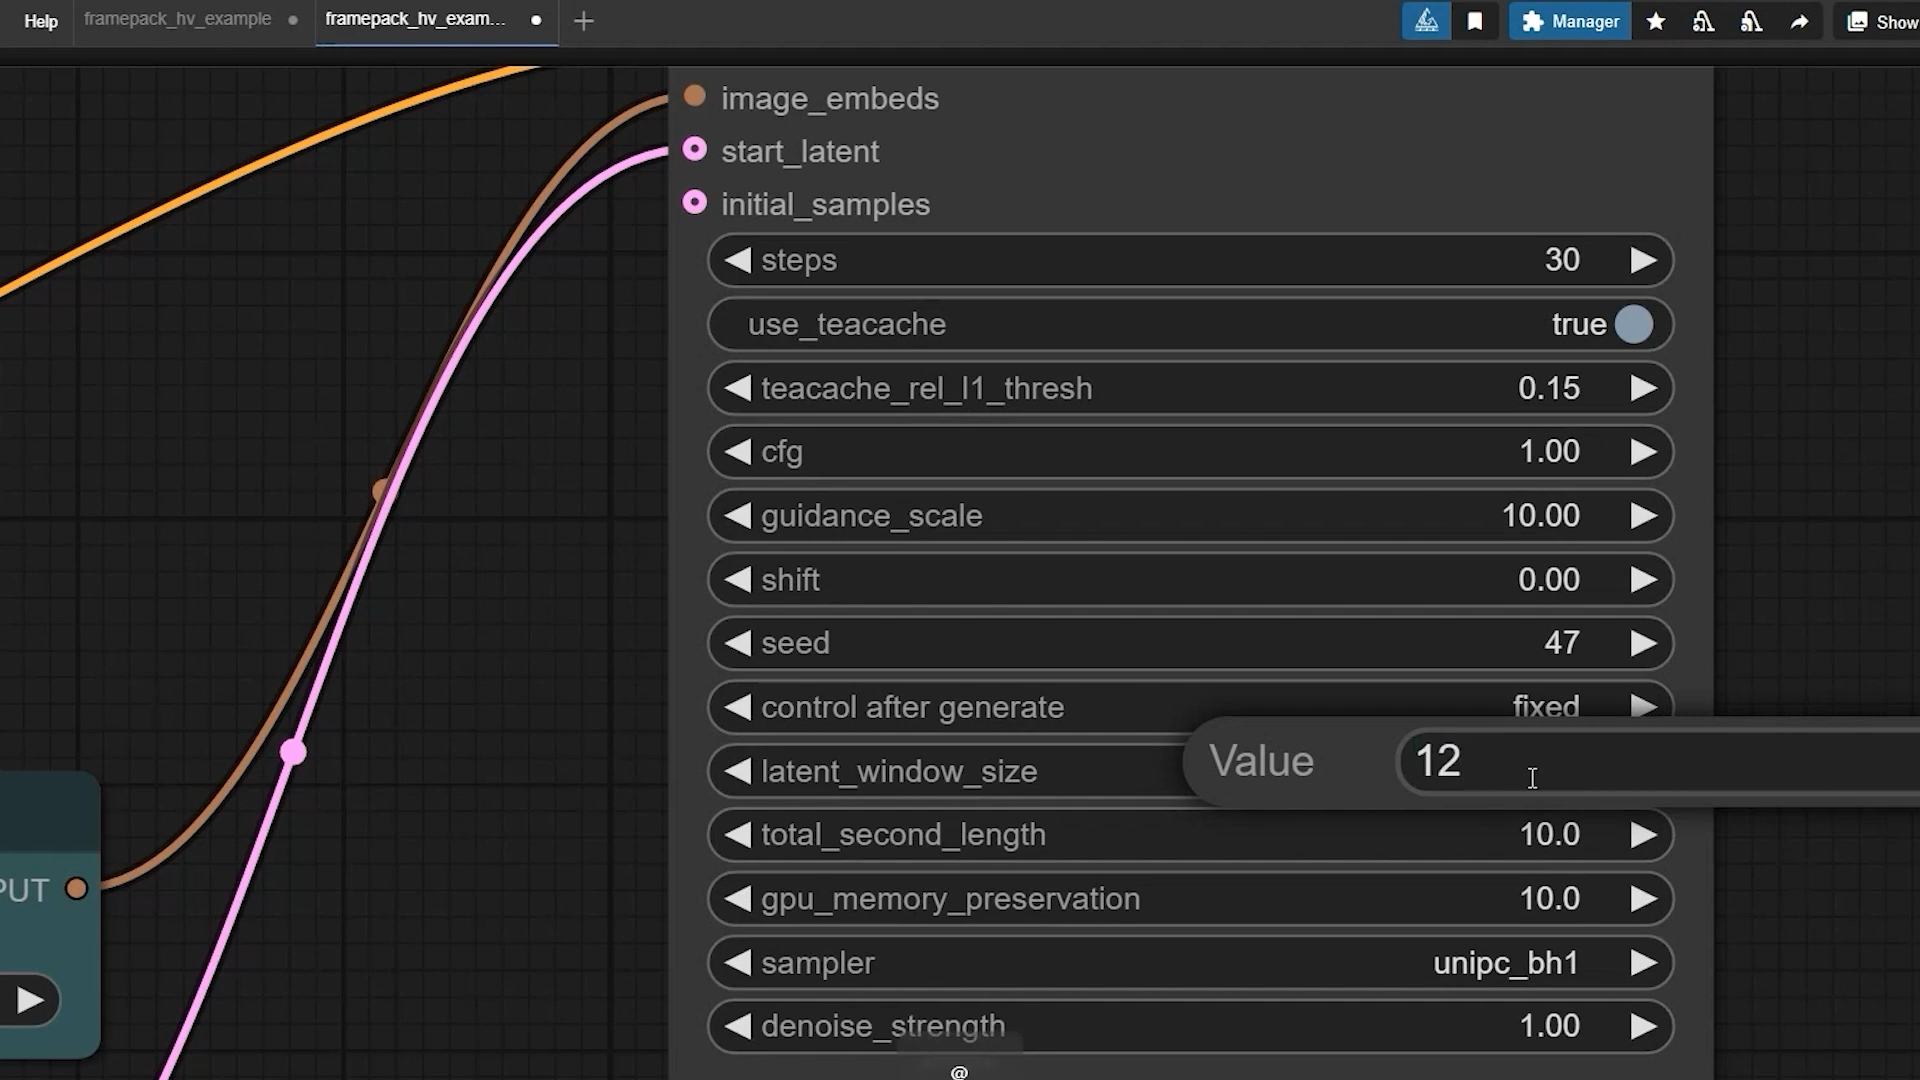 Help framepack_hv_example framepack_hv_exam... Manager Show
image_embeds
start_latent
initial_samples
steps 30
use_teacache true
teacache_rel_l1_thresh 0.15
cfg 1.00
guidance_scale 10.00
shift 0.00
seed 47
control after generate fixed
Value 12
latent_window_size
total_second_length 10.0
PUT
gpu_memory_preservation 10.0
sampler unipc_bh1
denoise_strength 1.00
@